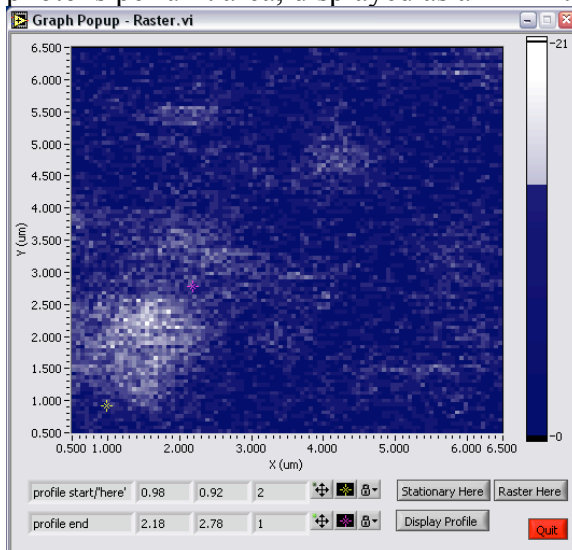 Graph Popup - Raster.vi
6.500
6.000
5.500
5.000
4.500
4.000
3.500
3.000
2.500
2.000
1.500
1.000
0.500
Y (um)
0.500 1.000 2.000 3.000 4.000 5.000 6.000 6.500
X (um)
21
0
profile start/'here' 0.98 0.92 2 Stationary Here Raster Here
profile end 2.18 2.78 1 Display Profile
Quit